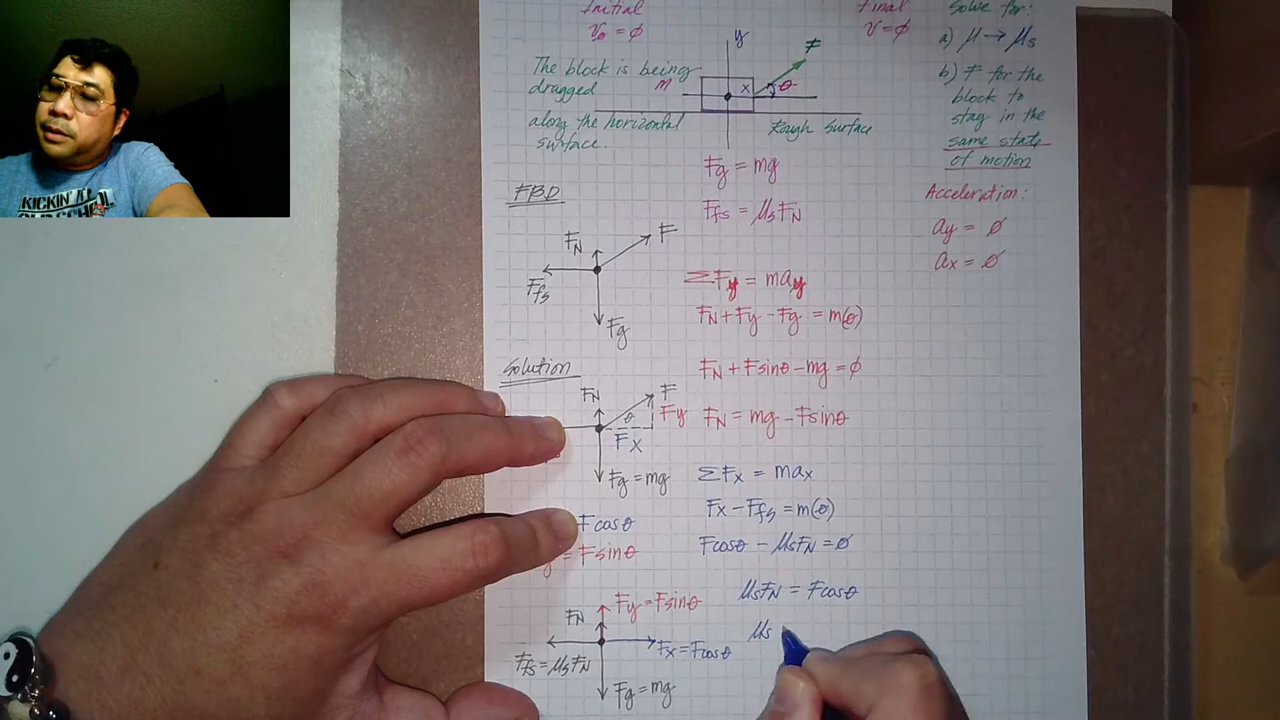 Initial
v₀ = ∅
Final
v = ∅
Solve for:
a) μ → μs
b) F for the
block to
stay in the
same state
of motion
Acceleration:
ay = ∅
ax = ∅
The block is being
dragged
along the horizontal
surface.
m
y
x
F
θ
Rough Surface
Fg = mg
Ffs = μsFN
FBD
FN
F
Ffs
Fg
ΣFy = may
FN + Fy - Fg = m(∅)
FN + Fsinθ - mg = ∅
FN = mg - Fsinθ
Solution
FN
F
θ
Fy
Fx
Fg = mg
Fcosθ
= Fsinθ
ΣFx = max
Fx - Ffs = m(∅)
Fcosθ - μsFN = ∅
μsFN = Fcosθ
μs
FN
Fy = Fsinθ
Ffs = μsFN
Fx = Fcosθ
Fg = mg
KICKIN' IT
OLD SCHOOL